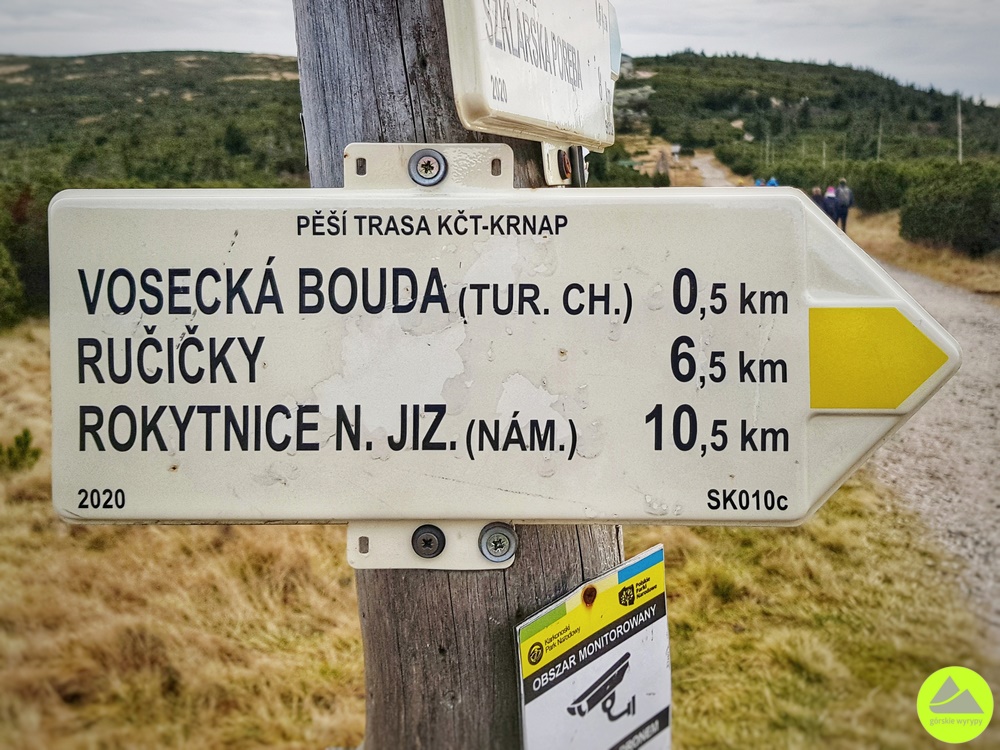 SZKLARSKA PORĘBA
2020
PĚŠÍ TRASA KČT-KRNAP
VOSECKÁ BOUDA (TUR. CH.) 0,5 km
RUČIČKY 6,5 km
ROKYTNICE N. JIZ. (NÁM.) 10,5 km
2020 SK010c
Karkonoski
Park Narodowy
Polskie
Parki
Narodowe
OBSZAR MONITOROWANY
górskie wyrypy